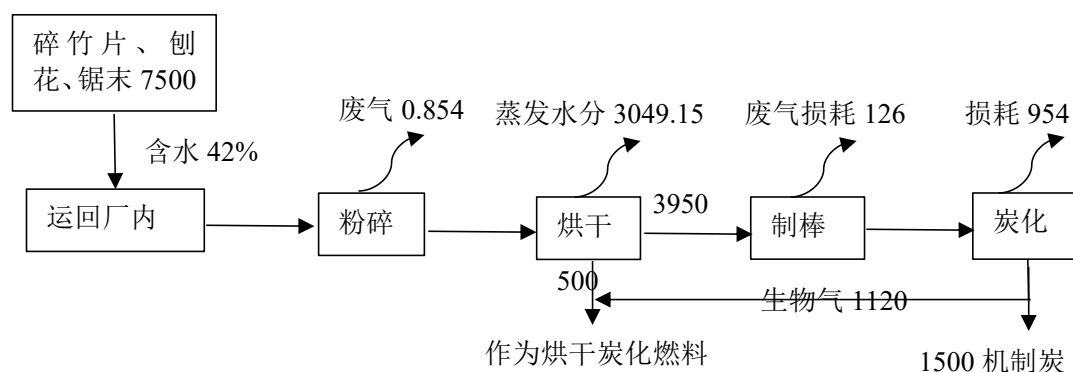 碎竹片、刨
花、锯末 7500
废气 0.854
蒸发水分 3049.15
废气损耗 126
损耗 954
含水 42%
运回厂内
粉碎
烘干
3950
制棒
炭化
500
生物气 1120
作为烘干炭化燃料
1500 机制炭